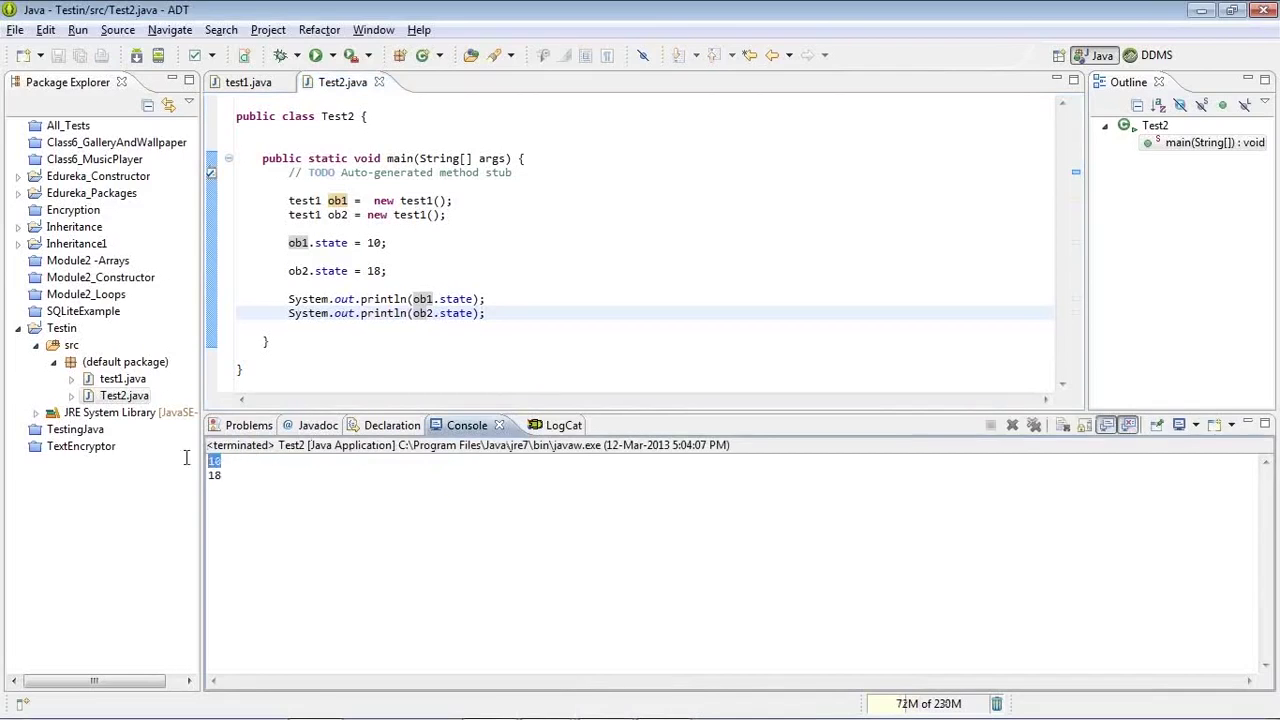 Java - Testin/src/Test2.java - ADT
File Edit Run Source Navigate Search Project Refactor Window Help
Java DDMS
Package Explorer
All_Tests
Class6_GalleryAndWallpaper
Class6_MusicPlayer
Edureka_Constructor
Edureka_Packages
Encryption
Inheritance
Inheritance1
Module2 -Arrays
Module2_Constructor
Module2_Loops
SQLiteExample
Testin
src
(default package)
test1.java
Test2.java
JRE System Library [JavaSE-
TestingJava
TextEncryptor
test1.java Test2.java
public class Test2 {
public static void main(String[] args) {
// TODO Auto-generated method stub
test1 ob1 =  new test1();
test1 ob2 = new test1();
ob1.state = 10;
ob2.state = 18;
System.out.println(ob1.state);
System.out.println(ob2.state);
}
}
Outline
Test2
main(String[]) : void
Problems Javadoc Declaration Console LogCat
<terminated> Test2 [Java Application] C:\Program Files\Java\jre7\bin\javaw.exe (12-Mar-2013 5:04:07 PM)
10
18
72M of 230M